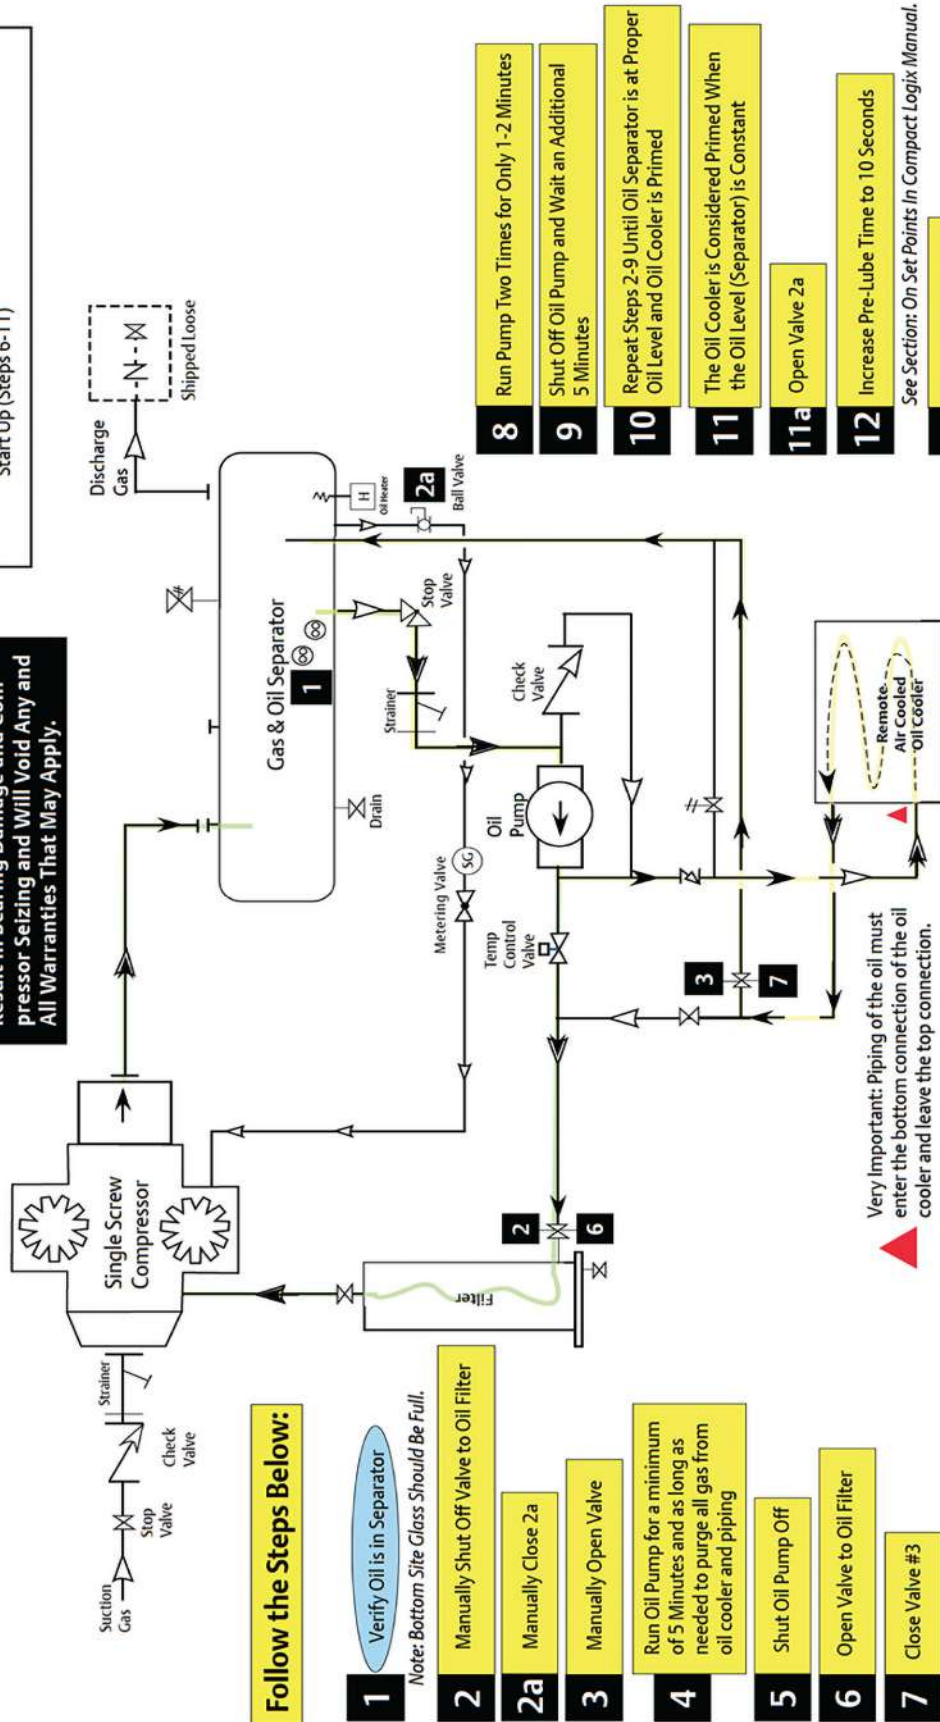 Start Up (Steps 6-11)
pressor Seizing and Will Void Any and
All Warranties That May Apply.
Suction
Gas
Stop
Valve
Check
Valve
Strainer
Single Screw
Compressor
Discharge
Gas
Shipped Loose
Gas & Oil Separator
1
Drain
H
Oil Heater
2a
Ball Valve
Stop
Valve
Strainer
Check
Valve
Oil
Pump
SG
Metering Valve
Temp
Control
Valve
Filter
2
6
3
7
Remote
Air Cooled
Oil Cooler
Very Important: Piping of the oil must
enter the bottom connection of the oil
cooler and leave the top connection.
Follow the Steps Below:
1 Verify Oil is in Separator
Note: Bottom Site Glass Should Be Full.
2 Manually Shut Off Valve to Oil Filter
2a Manually Close 2a
3 Manually Open Valve
4 Run Oil Pump for a minimum
of 5 Minutes and as long as
needed to purge all gas from
oil cooler and piping
5 Shut Oil Pump Off
6 Open Valve to Oil Filter
7 Close Valve #3
8 Run Pump Two Times for Only 1-2 Minutes
9 Shut Off Oil Pump and Wait an Additional
5 Minutes
10 Repeat Steps 2-9 Until Oil Separator is at Proper
Oil Level and Oil Cooler is Primed
11 The Oil Cooler is Considered Primed When
the Oil Level (Separator) is Constant
11a Open Valve 2a
12 Increase Pre-Lube Time to 10 Seconds
See Section: On Set Points In Compact Logix Manual.